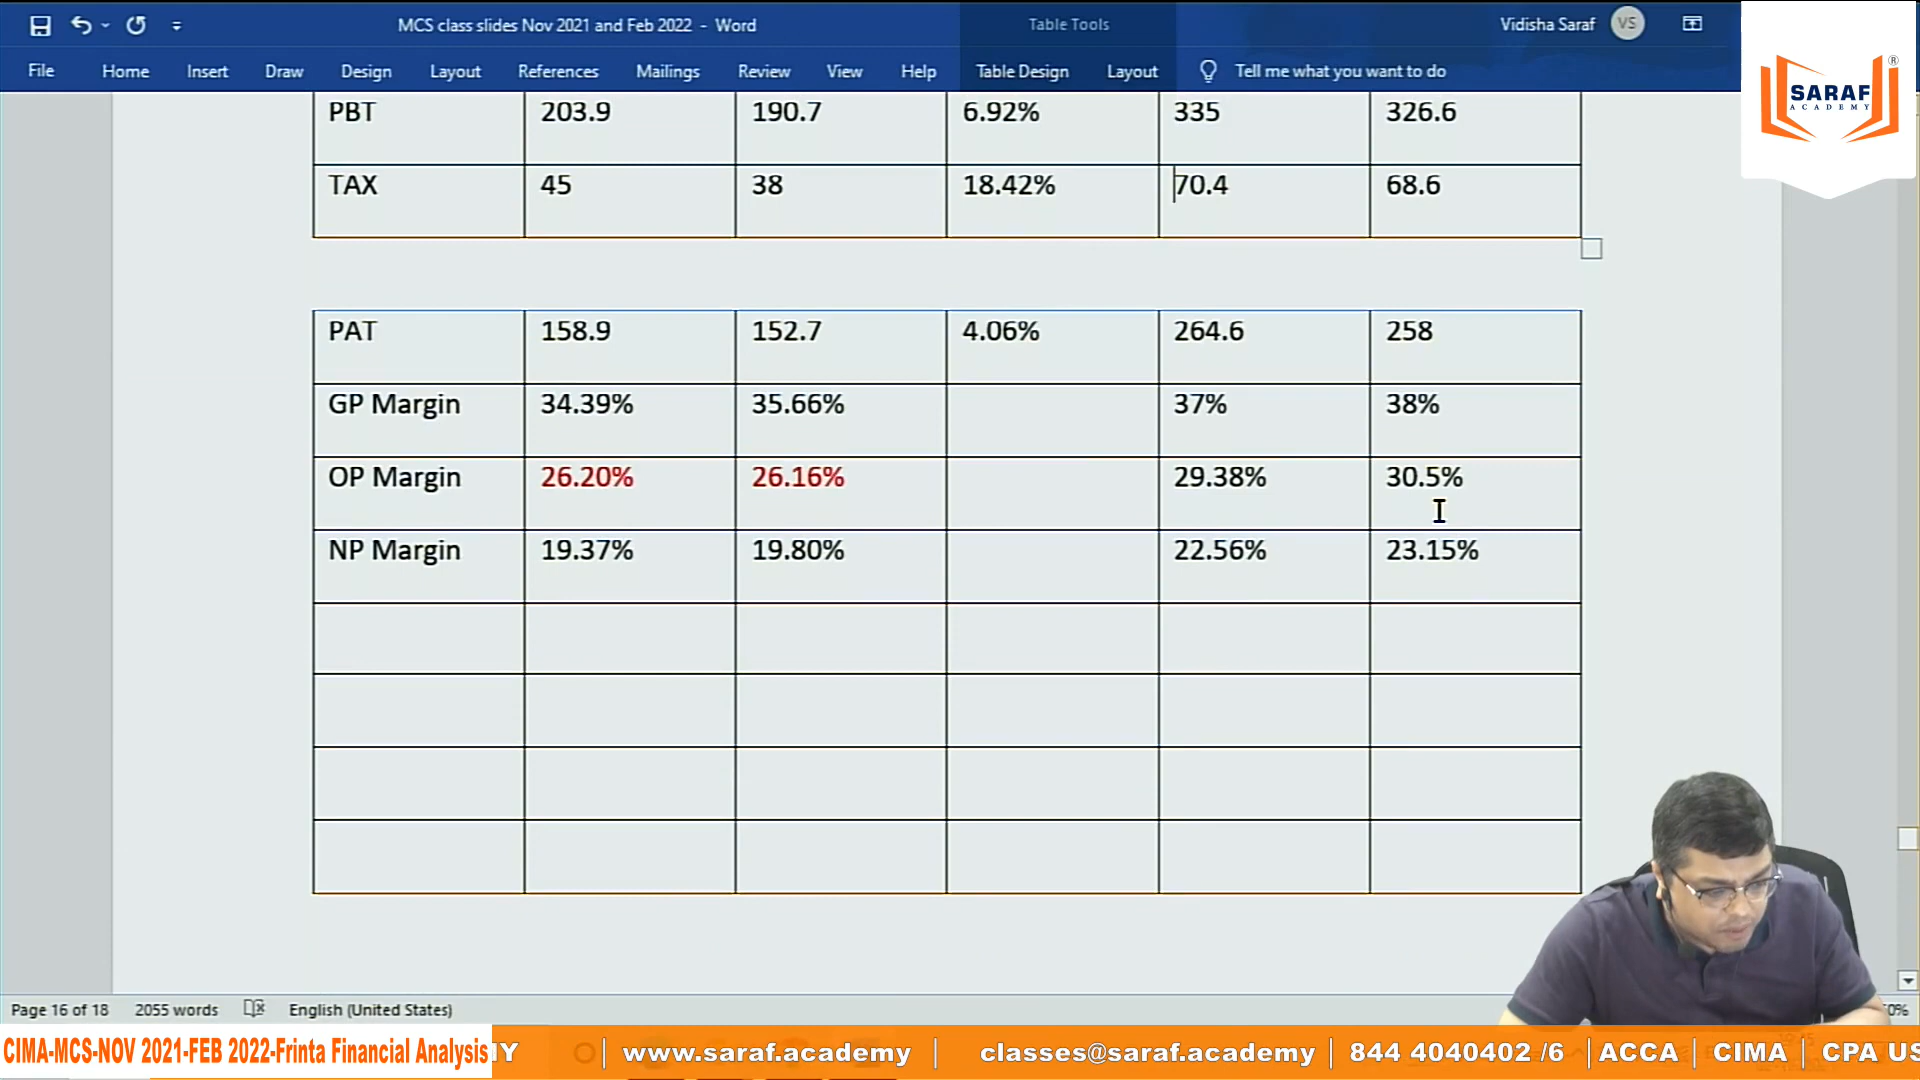 MCS class slides Nov 2021 and Feb 2022 - Word
Table Tools
Vidisha Saraf
VS
File Home Insert Draw Design Layout References Mailings Review View Help Table Design Layout Tell me what you want to do
SARAF
ACADEMY
®
PBT 203.9 190.7 6.92% 335 326.6
TAX 45 38 18.42% 70.4 68.6
PAT 158.9 152.7 4.06% 264.6 258
GP Margin 34.39% 35.66% 37% 38%
OP Margin 26.20% 26.16% 29.38% 30.5%
NP Margin 19.37% 19.80% 22.56% 23.15%
Page 16 of 18 2055 words English (United States)
CIMA-MCS-NOV 2021-FEB 2022-Frinta Financial Analysis
| www.saraf.academy | classes@saraf.academy | 844 4040402 /6 | ACCA | CIMA | CPA US